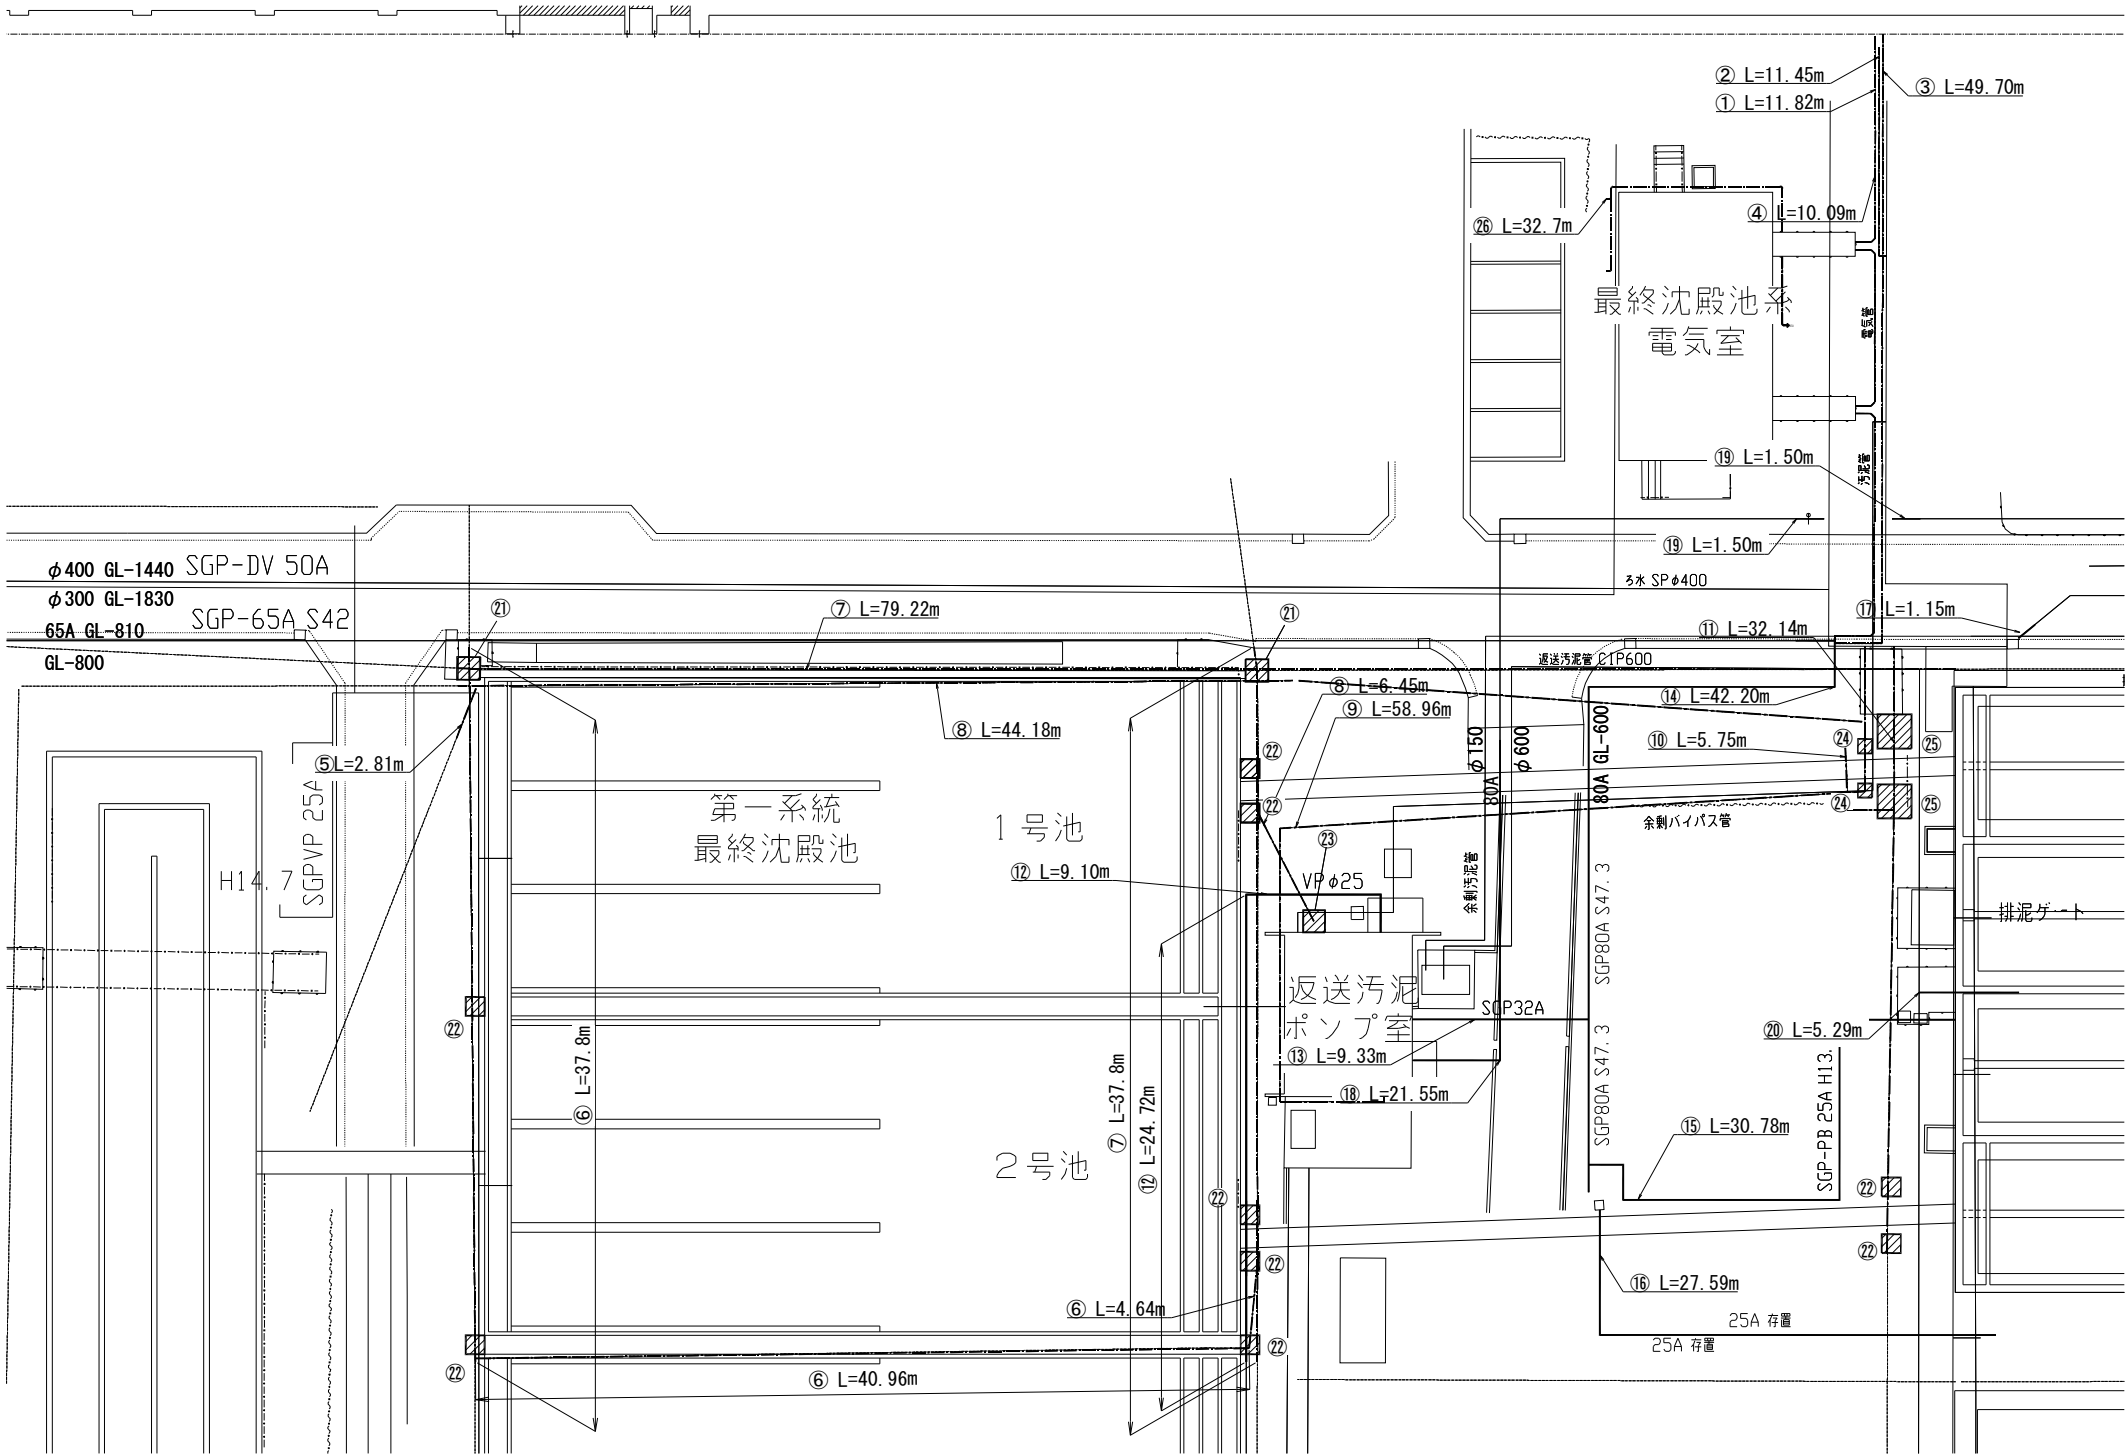 ② L=11.45m
① L=11.82m
③ L=49.70m
④ L=10.09m
㉖ L=32.7m
最終沈殿池系
電気室
電気管
汚泥管
⑲ L=1.50m
⑲ L=1.50m
φ400 GL-1440
SGP-DV 50A
φ300 GL-1830
SGP-65A S42
65A GL-810
GL-800
ろ水 SPφ400
㉑
⑦ L=79.22m
㉑
⑰ L=1.15m
⑪ L=32.14m
返送汚泥管 CIP600
⑧ L=6.45m
⑭ L=42.20m
⑨ L=58.96m
⑧ L=44.18m
⑤L=2.81m
φ150
φ600
80A
80A GL-600
⑩ L=5.75m
㉔
㉕
㉒
㉒
㉔
㉕
余剰バイパス管
第一系統
最終沈殿池
1号池
SGPVP 25A
H14.7
㉓
⑫ L=9.10m
VPφ25
余剰汚泥管
SGP80A S47.3
排泥ゲート
返送汚泥
ポンプ室
SGP32A
㉒
⑥ L=37.8m
⑦ L=37.8m
⑫ L=24.72m
⑬ L=9.33m
⑳ L=5.29m
⑱ L=21.55m
SGP80A S47.3
SGP-PB 25A H13.
⑮ L=30.78m
2号池
㉒
㉒
㉒
㉒
⑯ L=27.59m
⑥ L=4.64m
25A 存置
25A 存置
㉒
㉒
⑥ L=40.96m